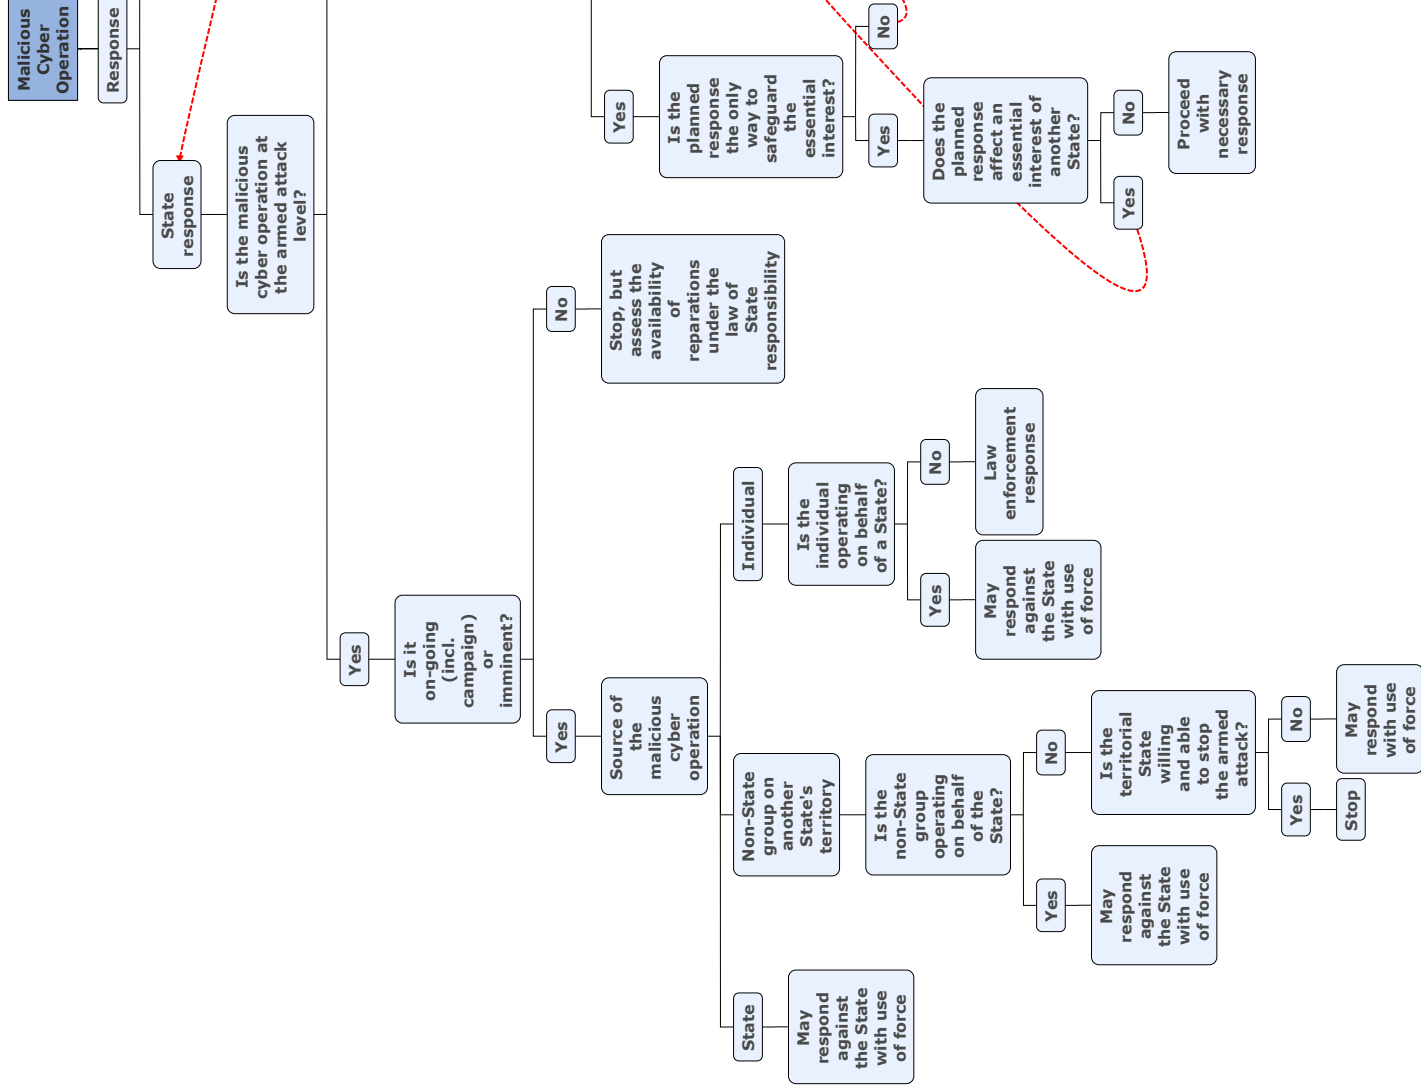 Malicious
Cyber
Operation
Response
State
response
Is the malicious
cyber operation at
the armed attack
level?
Yes
Is it
on-going
(incl.
campaign)
or
imminent?
Yes
Source of
the
malicious
cyber
operation
State
May
respond
against
the State
with use
of force
Non-State
group on
another
State's
territory
Is the
non-State
group
operating
on behalf
of the
State?
Yes
May
respond
against
the State
with use
of force
No
Is the
territorial
State
willing
and able
to stop
the armed
attack?
Yes
Stop
No
May
respond
with use
of force
Individual
Is the
individual
operating
on behalf
of a State?
Yes
May
respond
against
the State
with use
of force
No
Law
enforcement
response
No
Stop, but
assess the
availability
of
reparations
under the
law of
State
responsibility
Yes
Is the
planned
response
the only
way to
safeguard
the
essential
interest?
Yes
Does the
planned
response
affect an
essential
interest of
another
State?
Yes
No
Proceed
with
necessary
response
No